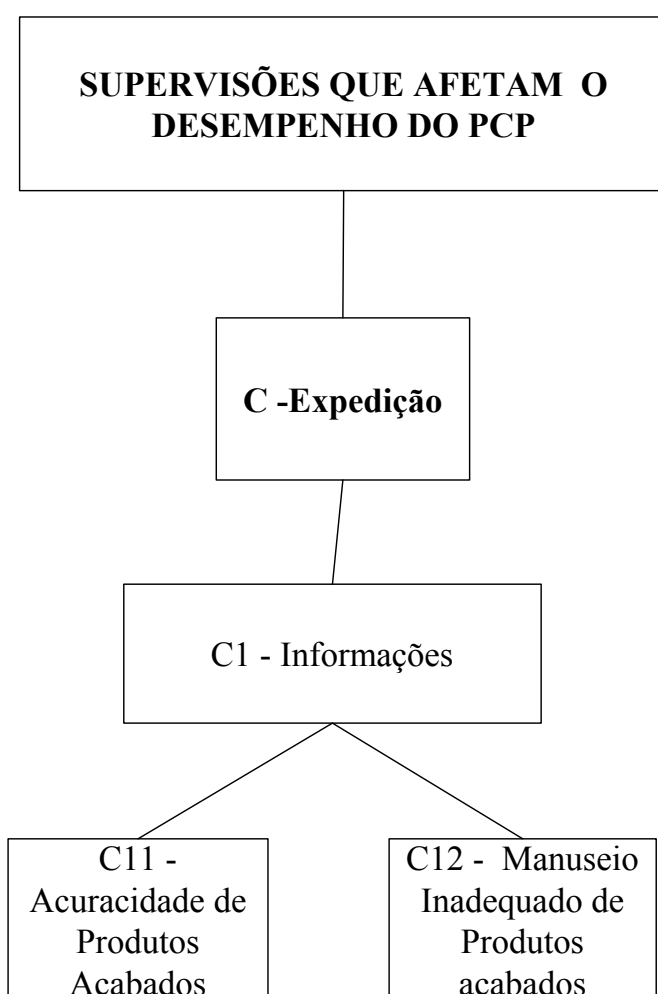 SUPERVISÕES QUE AFETAM O
DESEMPENHO DO PCP
C -Expedição
C1 - Informações
C11 -
Acuracidade de
Produtos
Acabados
C12 - Manuseio
Inadequado de
Produtos
acabados